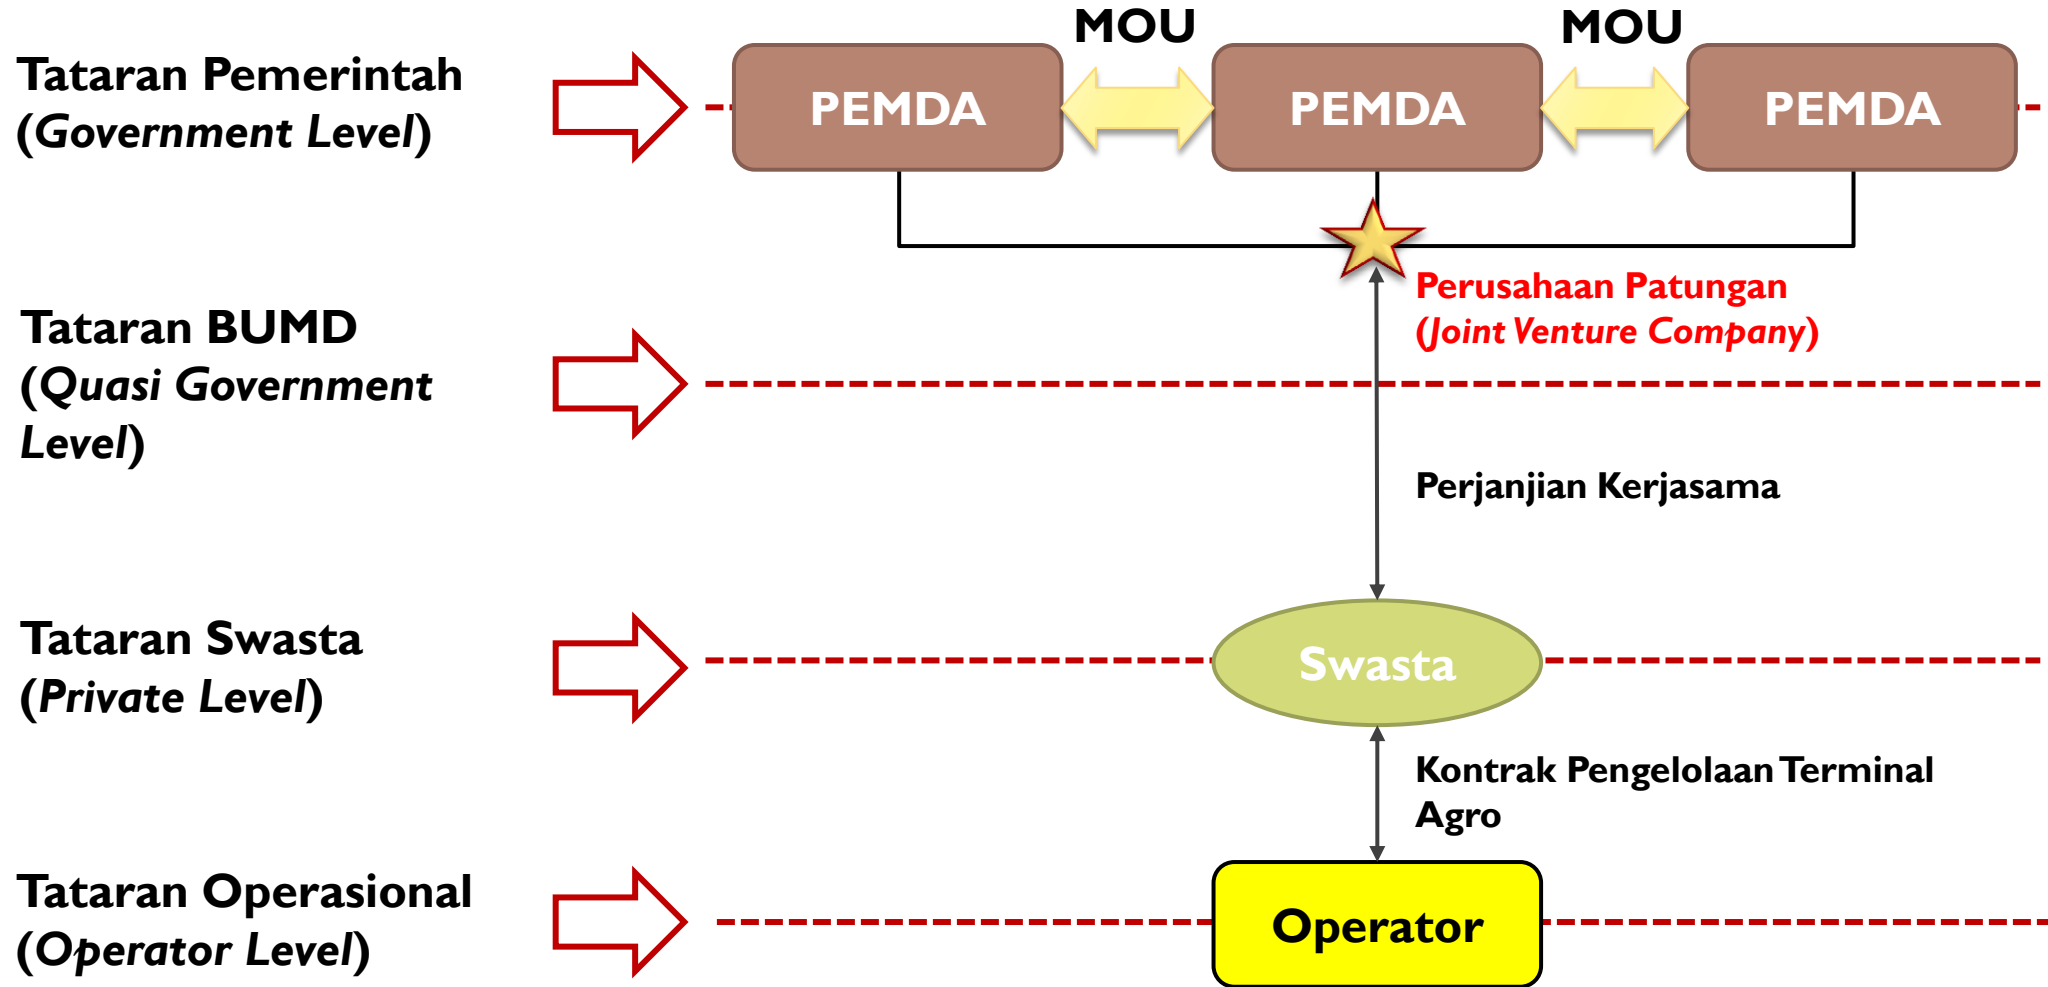 MOU
MOU
Tataran Pemerintah
(Government Level)
PEMDA
PEMDA
PEMDA
Perusahaan Patungan
(Joint Venture Company)
Tataran BUMD
(Quasi Government
Level)
Perjanjian Kerjasama
Tataran Swasta
(Private Level)
Swasta
Kontrak Pengelolaan Terminal
Agro
Tataran Operasional
(Operator Level)
Operator